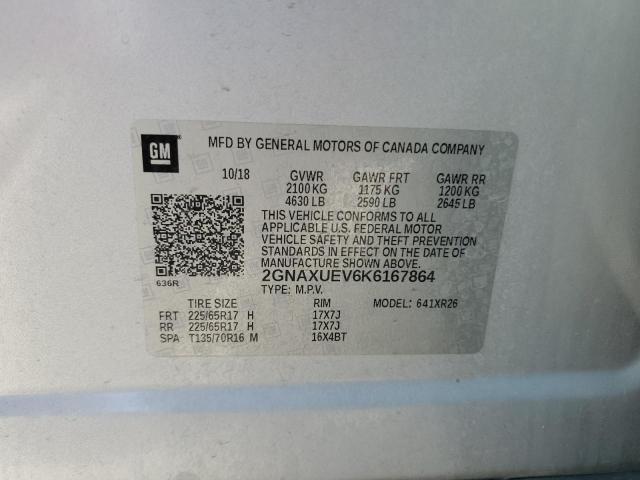 GM
MFD BY GENERAL MOTORS OF CANADA COMPANY
10/18 GVWR GAWR FRT GAWR RR
2100 KG 1175 KG 1200 KG
4630 LB 2590 LB 2645 LB
THIS VEHICLE CONFORMS TO ALL
APPLICABLE U.S. FEDERAL MOTOR
VEHICLE SAFETY AND THEFT PREVENTION
STANDARDS IN EFFECT ON THE DATE OF
MANUFACTURE SHOWN ABOVE.
2GNAXUEV6K6167864
636R
TYPE: M.P.V.
TIRE SIZE RIM MODEL: 641XR26
FRT 225/65R17 H 17X7J
RR 225/65R17 H 17X7J
SPA T135/70R16 M 16X4BT